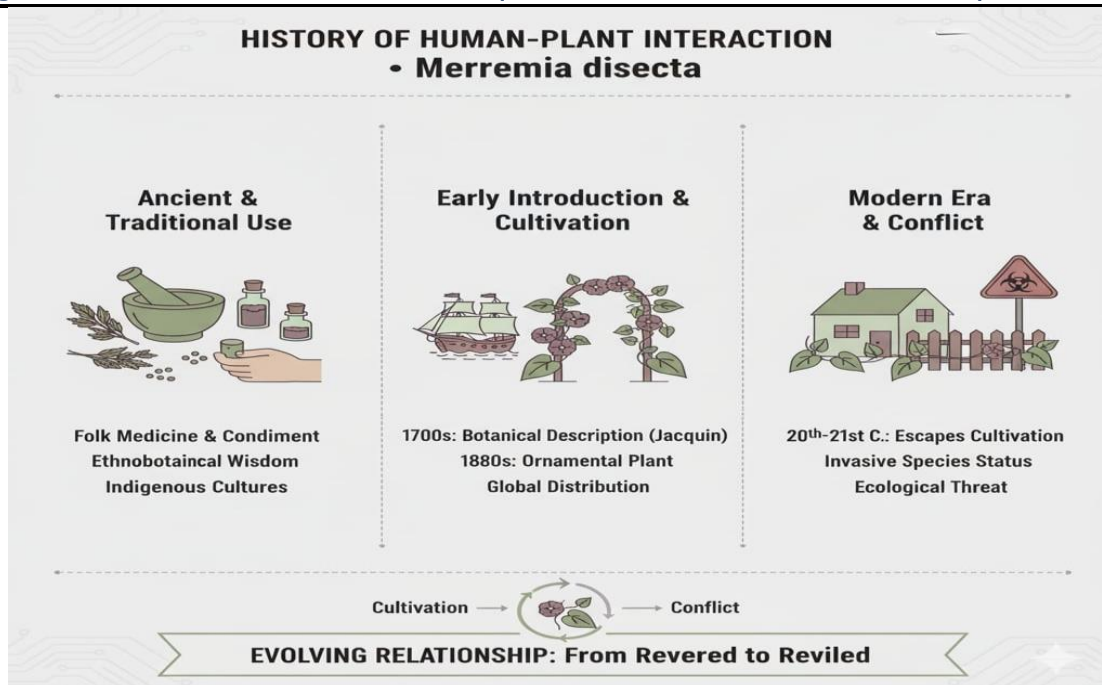 HISTORY OF HUMAN-PLANT INTERACTION
• Merremia disecta
Ancient &
Traditional Use
Folk Medicine & Condiment
Ethnobotaincal Wisdom
Indigenous Cultures
Early Introduction &
Cultivation
1700s: Botanical Description (Jacquin)
1880s: Ornamental Plant
Global Distribution
Modern Era
& Conflict
20th-21st C.: Escapes Cultivation
Invasive Species Status
Ecological Threat
Cultivation
Conflict
EVOLVING RELATIONSHIP: From Revered to Reviled